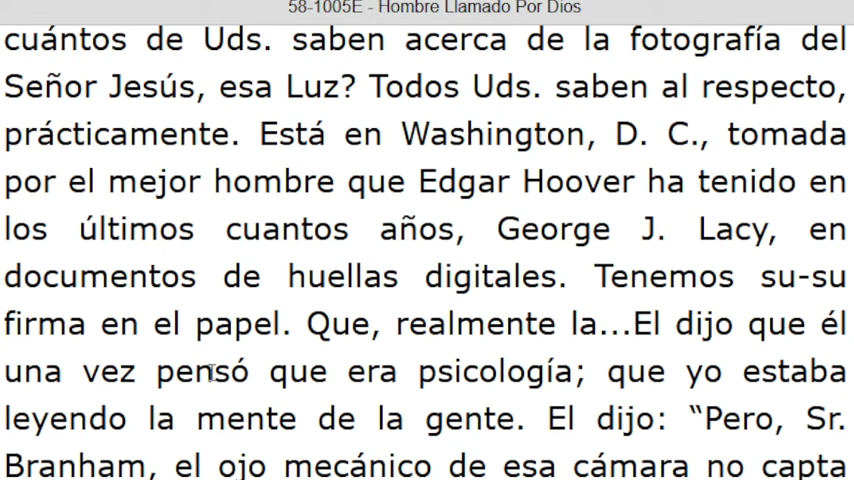 58-1005E - Hombre Llamado Por Dios
cuántos de Uds. saben acerca de la fotografía del
Señor Jesús, esa Luz? Todos Uds. saben al respecto,
prácticamente. Está en Washington, D. C., tomada
por el mejor hombre que Edgar Hoover ha tenido en
los últimos cuantos años, George J. Lacy, en
documentos de huellas digitales. Tenemos su-su
firma en el papel. Que, realmente la...El dijo que él
una vez pensó que era psicología; que yo estaba
leyendo la mente de la gente. El dijo: “Pero, Sr.
Branham, el ojo mecánico de esa cámara no capta